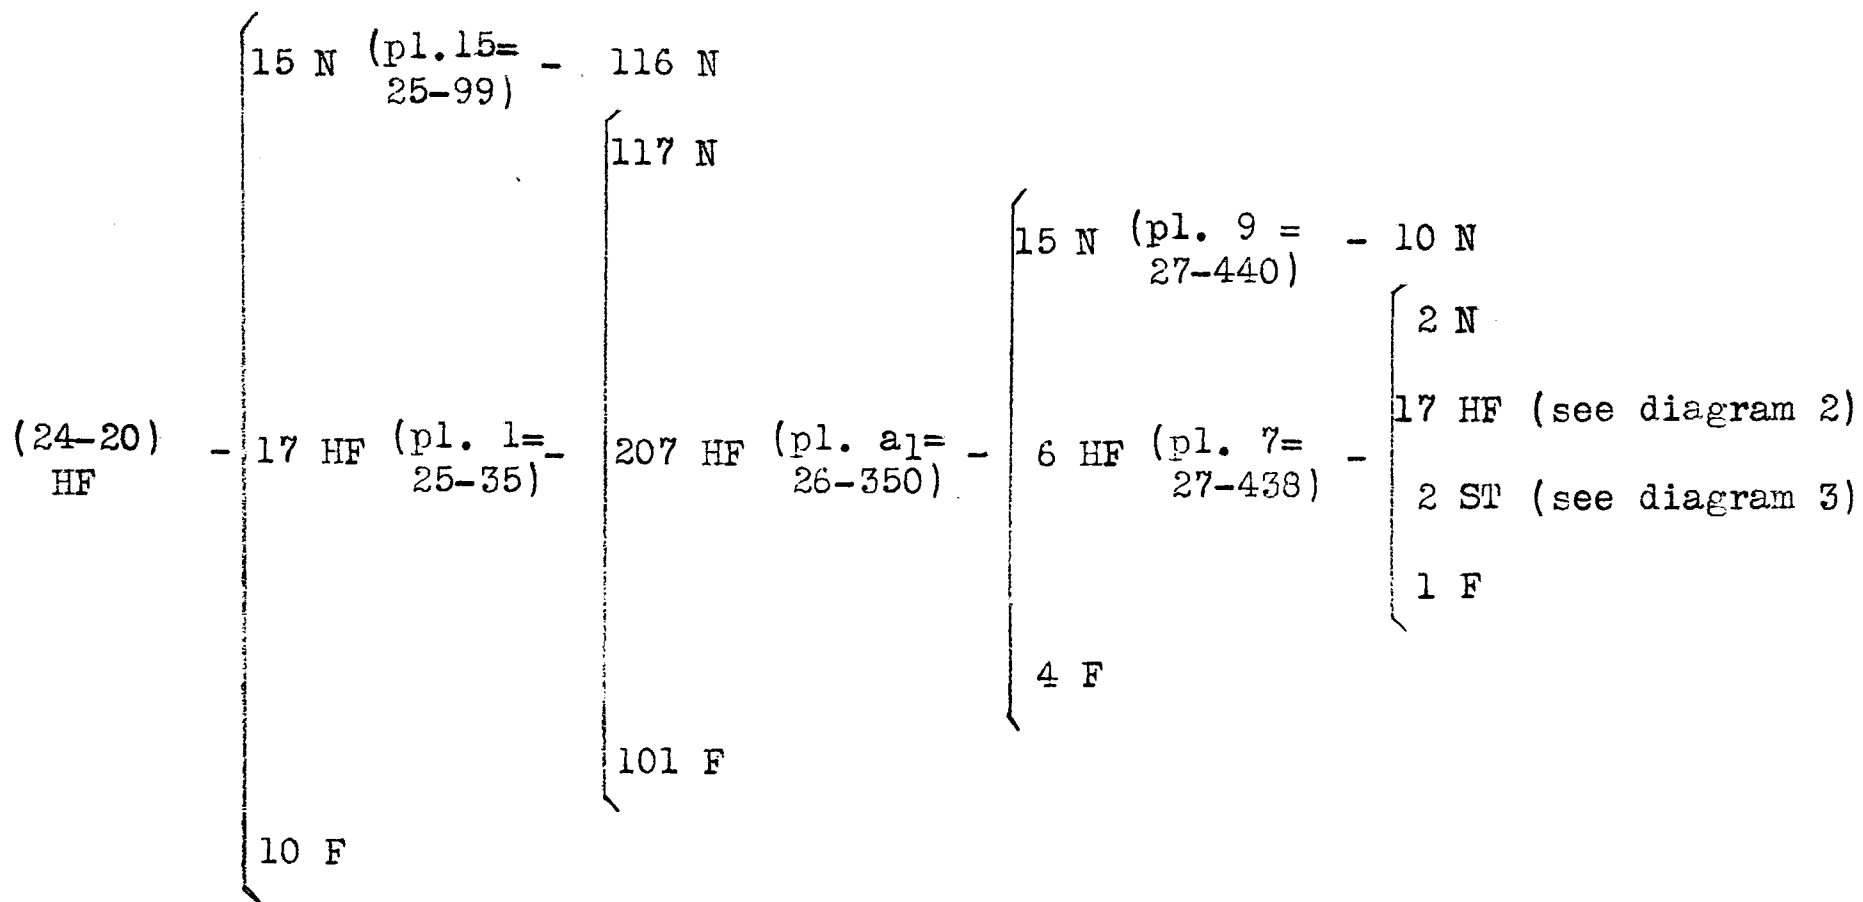 15 N (pl.15= - 116 N
25-99)
117 N
15 N (pl. 9 = - 10 N
27-440)
2 N
17 HF (see diagram 2)
(24-20) - 17 HF (pl. 1= - 207 HF (pl. a1= - 6 HF (pl. 7= -
HF 25-35) 26-350) 27-438)
2 ST (see diagram 3)
1 F
4 F
101 F
10 F